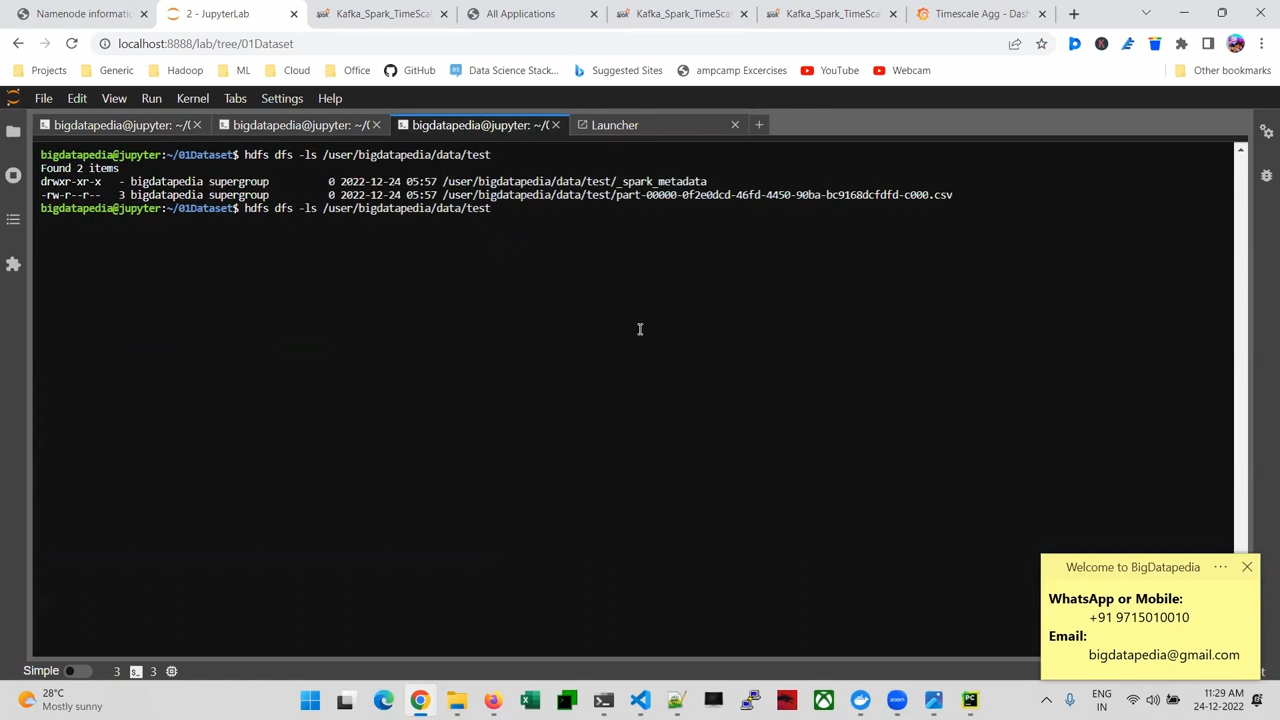 Namenode informati
2 - JupyterLab
Kafka_Spark_TimeScal
All Applications
Kafka_Spark_TimeScal
Kafka_Spark_TimeScal
Timescale Agg - Dash
localhost:8888/lab/tree/01Dataset
Projects
Generic
Hadoop
ML
Cloud
Office
GitHub
Data Science Stack...
Suggested Sites
ampcamp Excercises
YouTube
Webcam
Other bookmarks
File Edit View Run Kernel Tabs Settings Help
bigdatapedia@jupyter: ~/(
bigdatapedia@jupyter: ~/(
bigdatapedia@jupyter: ~/(
Launcher
bigdatapedia@jupyter:~/01Dataset$ hdfs dfs -ls /user/bigdatapedia/data/test
Found 2 items
drwxr-xr-x - bigdatapedia supergroup 0 2022-12-24 05:57 /user/bigdatapedia/data/test/_spark_metadata
-rw-r--r-- 3 bigdatapedia supergroup 0 2022-12-24 05:57 /user/bigdatapedia/data/test/part-00000-0f2e0dcd-46fd-4450-90ba-bc9168dcfdfd-c000.csv
bigdatapedia@jupyter:~/01Dataset$ hdfs dfs -ls /user/bigdatapedia/data/test
Welcome to BigDatapedia
WhatsApp or Mobile:
+91 9715010010
Email:
bigdatapedia@gmail.com
Simple
3
3
28°C
Mostly sunny
ENG
IN
11:29 AM
24-12-2022